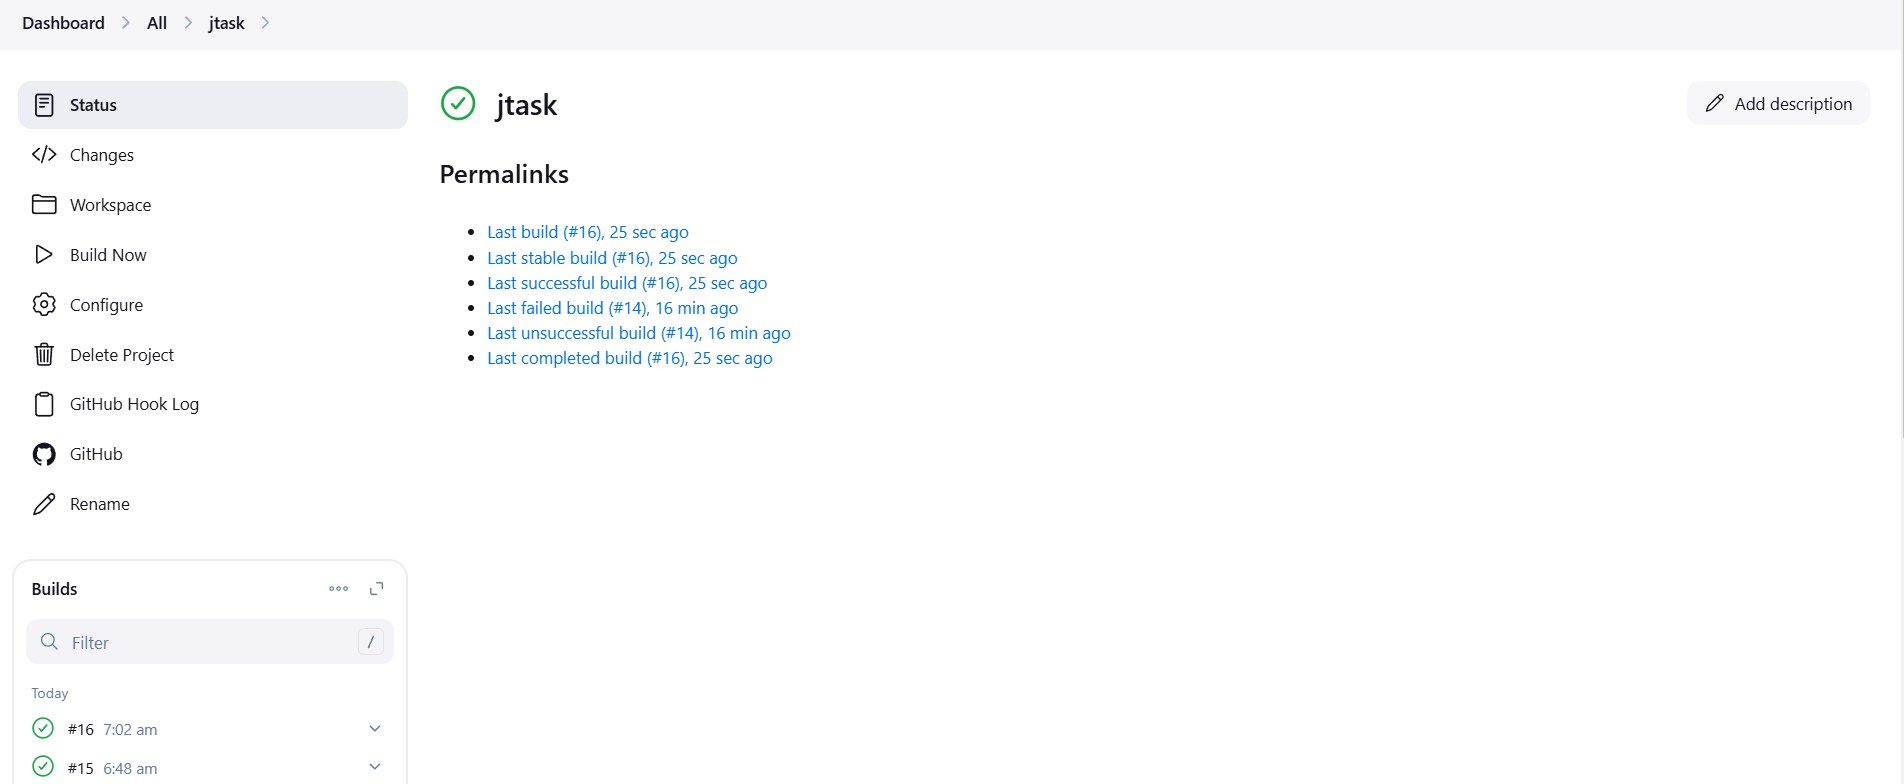 Dashboard All jtask
Status
Changes
Workspace
Build Now
Configure
Delete Project
GitHub Hook Log
GitHub
Rename
Builds
Filter /
Today
#16 7:02 am
#15 6:48 am
jtask
Add description
Permalinks
Last build (#16), 25 sec ago
Last stable build (#16), 25 sec ago
Last successful build (#16), 25 sec ago
Last failed build (#14), 16 min ago
Last unsuccessful build (#14), 16 min ago
Last completed build (#16), 25 sec ago